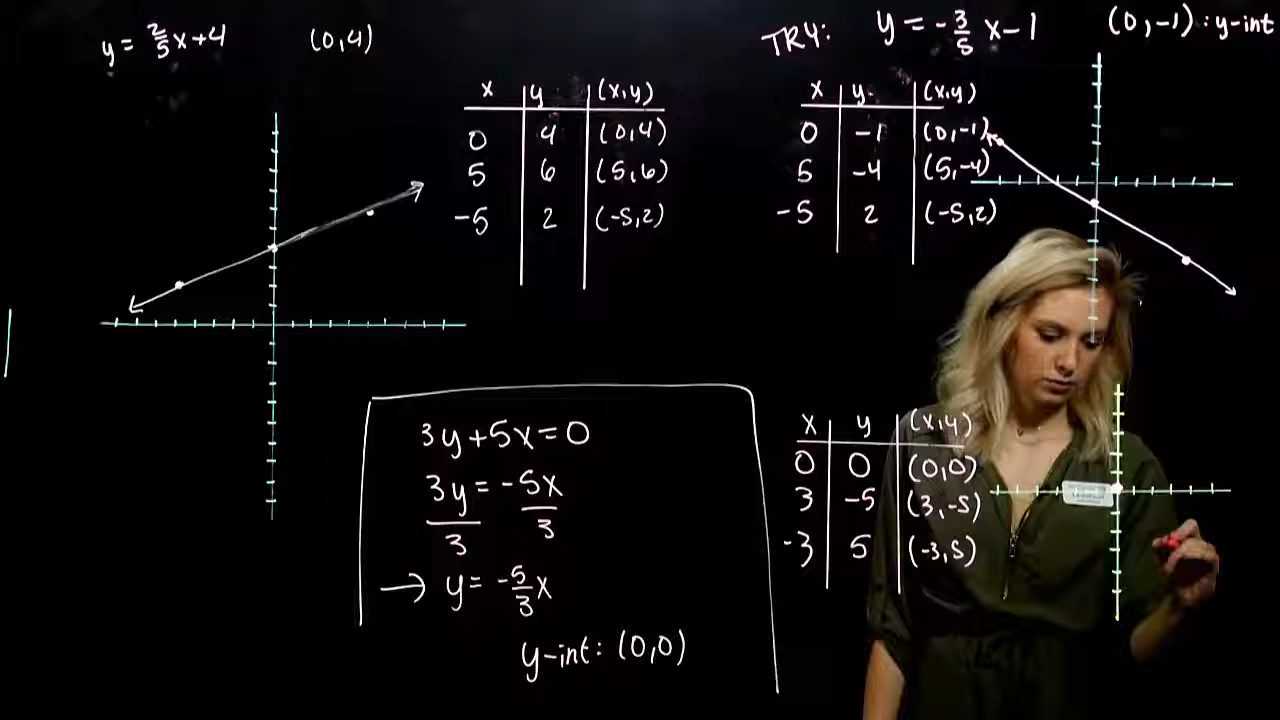 y = 2/5 x + 4 (0,4)
x y (x,y)
0 4 (0,4)
5 6 (5,6)
-5 2 (-5,2)
TRY: y = -3/5 x - 1 (0,-1): y-int
x y (x,y)
0 -1 (0,-1)
5 -4 (5,-4)
-5 2 (-5,2)
3y + 5x = 0
3y = -5x
3 3
→ y = -5/3 x
y-int: (0,0)
x y (x,y)
0 0 (0,0)
3 -5 (3,-5)
-3 5 (-3,5)